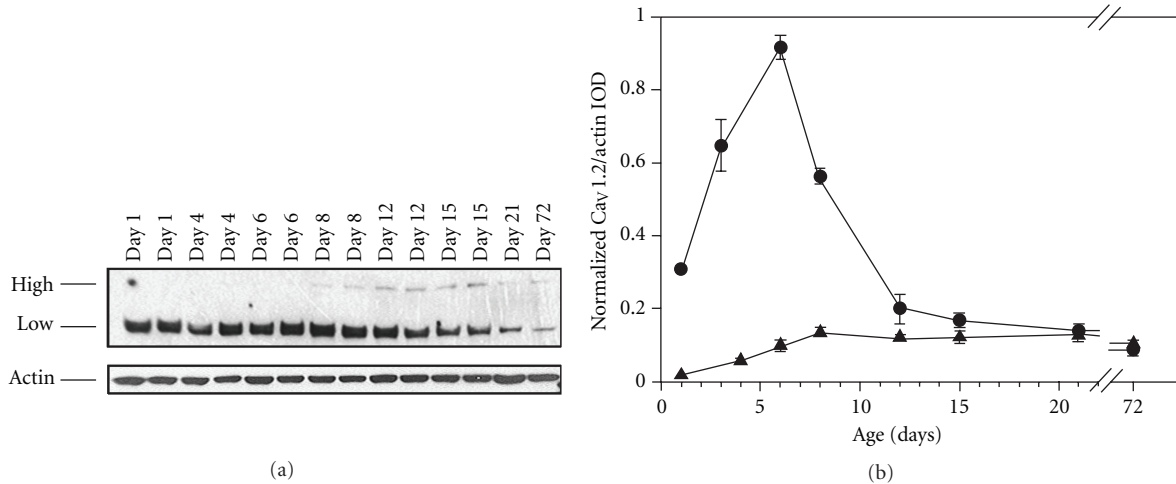 Day 1
Day 1
Day 4
Day 4
Day 6
Day 6
Day 8
Day 8
Day 12
Day 12
Day 15
Day 15
Day 21
Day 72
High
Low
Actin
(a)
Normalized Cav 1.2/actin IOD
1
0.8
0.6
0.4
0.2
0
0 5 10 15 20 72
Age (days)
(b)